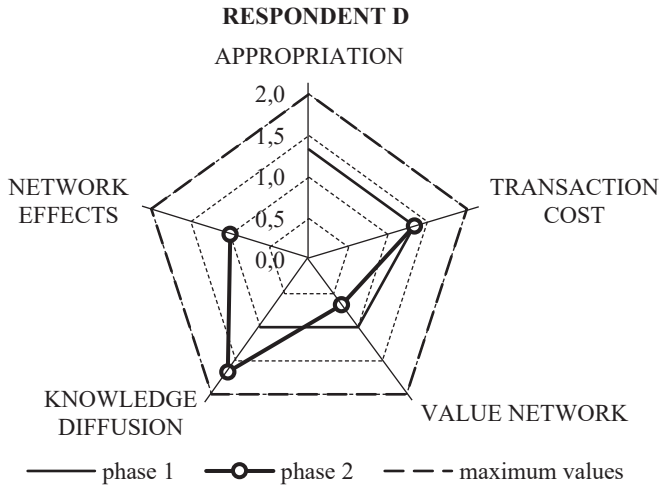 RESPONDENT D
APPROPRIATION
2,0
1,5
1,0
0,5
0,0
NETWORK
EFFECTS
TRANSACTION
COST
KNOWLEDGE
DIFFUSION
VALUE NETWORK
phase 1
phase 2
maximum values